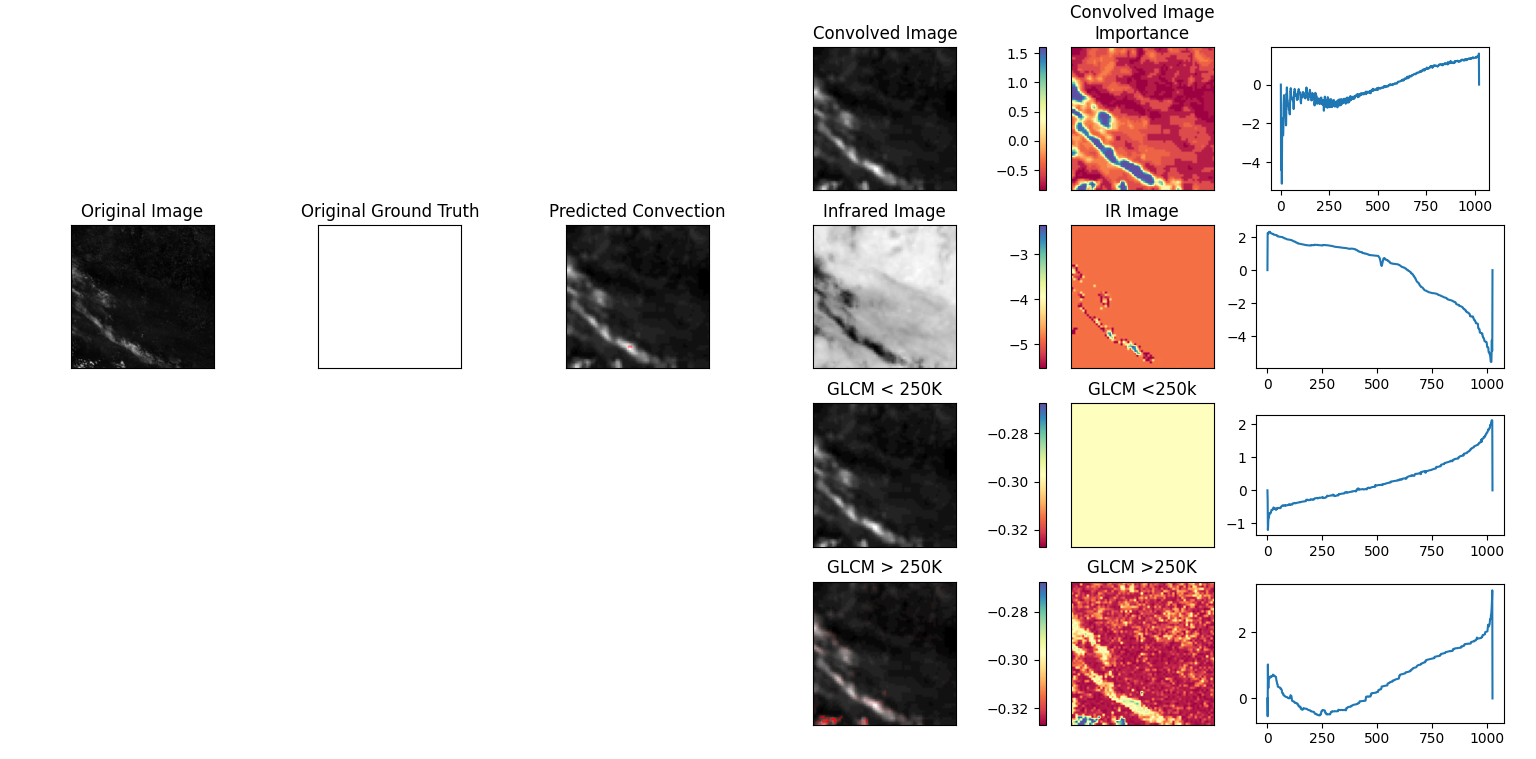 Convolved Image
Convolved Image
Importance
1.5
1.0
0.5
0.0
−0.5
0
−2
−4
0 250 500 750 1000
Original Image
Original Ground Truth
Predicted Convection
Infrared Image
IR Image
−3
−4
−5
2
0
−2
−4
0 250 500 750 1000
GLCM < 250K
GLCM <250k
−0.28
−0.30
−0.32
2
1
0
−1
0 250 500 750 1000
GLCM > 250K
GLCM >250K
−0.28
−0.30
−0.32
2
0
0 250 500 750 1000